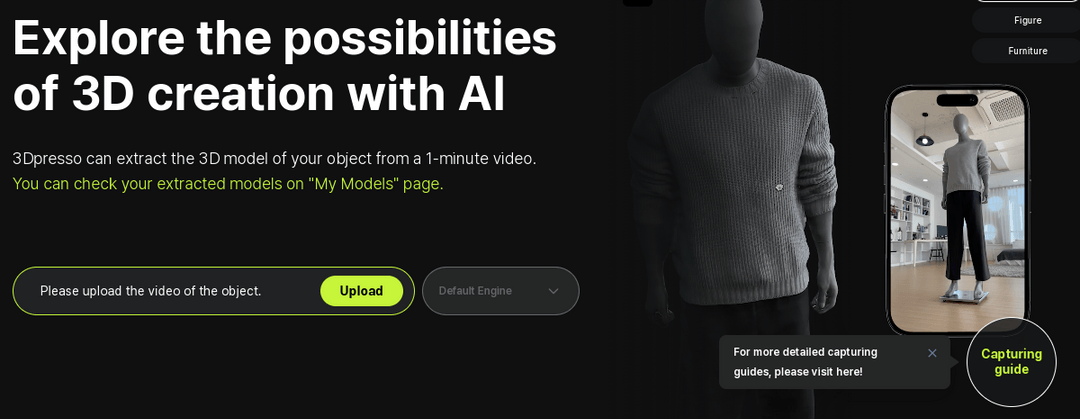 Explore the possibilities
of 3D creation with AI
3Dpresso can extract the 3D model of your object from a 1-minute video.
You can check your extracted models on "My Models" page.
Please upload the video of the object.
Upload
Default Engine
Figure
Furniture
For more detailed capturing
guides, please visit here!
Capturing
guide